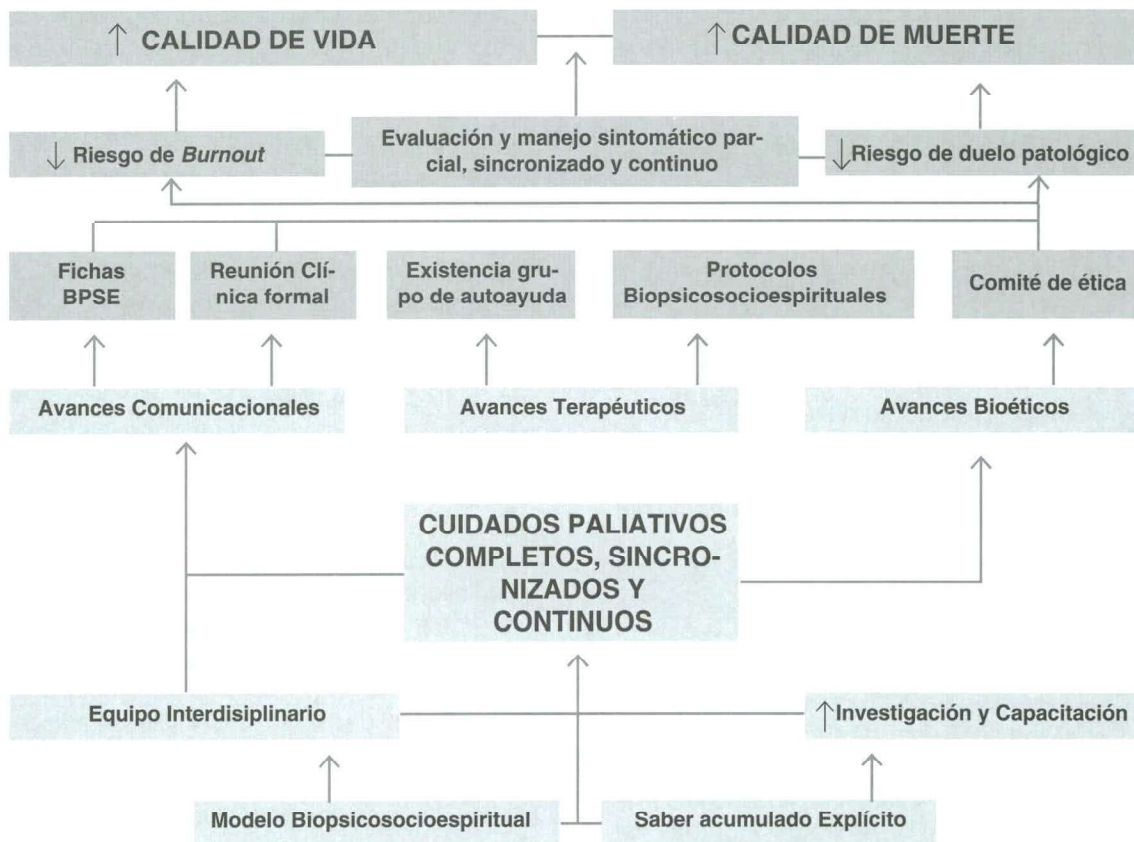 ↑ CALIDAD DE VIDA
↑ CALIDAD DE MUERTE
↓ Riesgo de Burnout
Evaluación y manejo sintomático par-
cial, sincronizado y continuo
↓ Riesgo de duelo patológico
Fichas
BPSE
Reunión Clí-
nica formal
Existencia gru-
po de autoayuda
Protocolos
Biopsicosocioespirituales
Comité de ética
Avances Comunicacionales
Avances Terapéuticos
Avances Bioéticos
CUIDADOS PALIATIVOS
COMPLETOS, SINCRO-
NIZADOS Y
CONTINUOS
Equipo Interdisiplinario
↑ Investigación y Capacitación
Modelo Biopsicosocioespiritual
Saber acumulado Explícito